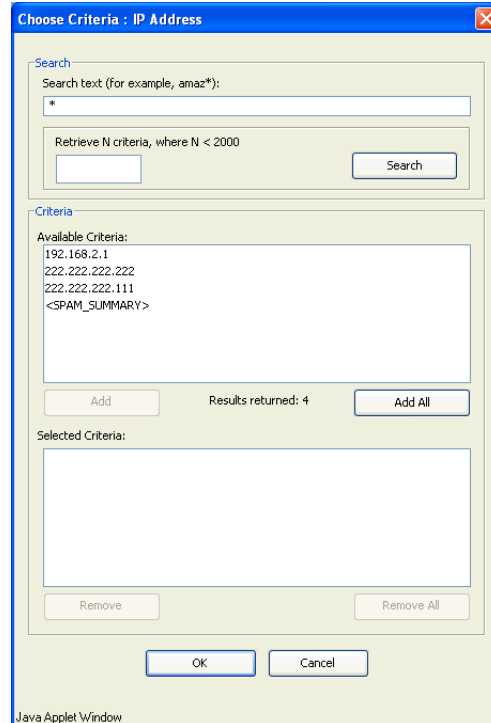 Choose Criteria : IP Address
Search
Search text (for example, amaz*):
*
Retrieve N criteria, where N < 2000
Search
Criteria
Available Criteria:
192.168.2.1
222.222.222.222
222.222.222.111
<SPAM_SUMMARY>
Add Results returned: 4 Add All
Selected Criteria:
Remove Remove All
OK Cancel
Java Applet Window